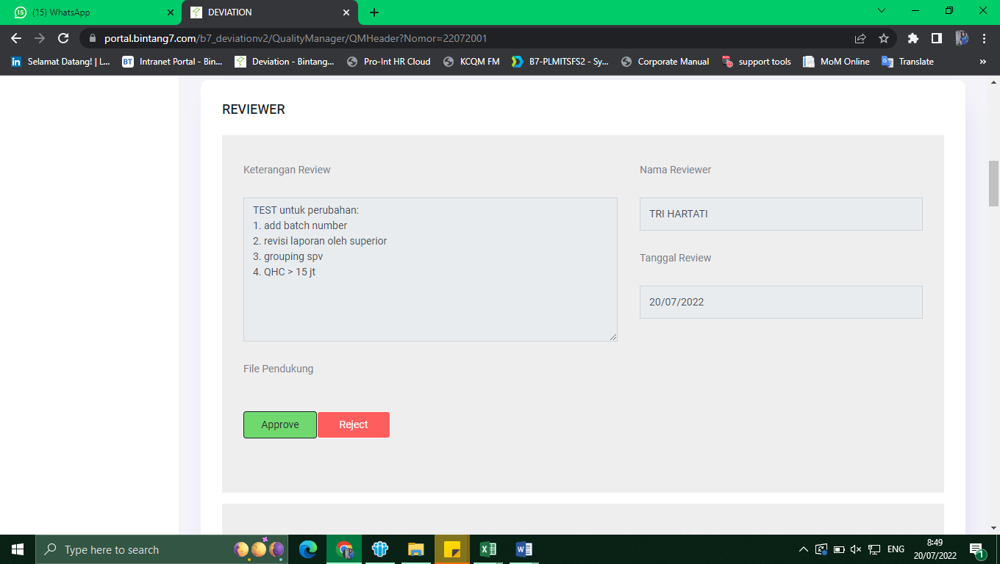 15 (15) WhatsApp
DEVIATION
portal.bintang7.com/b7_deviationv2/QualityManager/QMHeader?Nomor=22072001
in Selamat Datang! | L...
BT Intranet Portal - Bin...
Deviation - Bintang...
Pro-Int HR Cloud
KCQM FM
B7-PLMITSFS2 - Sy...
Corporate Manual
support tools
MoM Online
Translate
»
REVIEWER
Keterangan Review
Nama Reviewer
TEST untuk perubahan:
1. add batch number
2. revisi laporan oleh superior
3. grouping spv
4. QHC > 15 jt
TRI HARTATI
Tanggal Review
20/07/2022
File Pendukung
Approve
Reject
Type here to search
ENG
8:49
20/07/2022
1